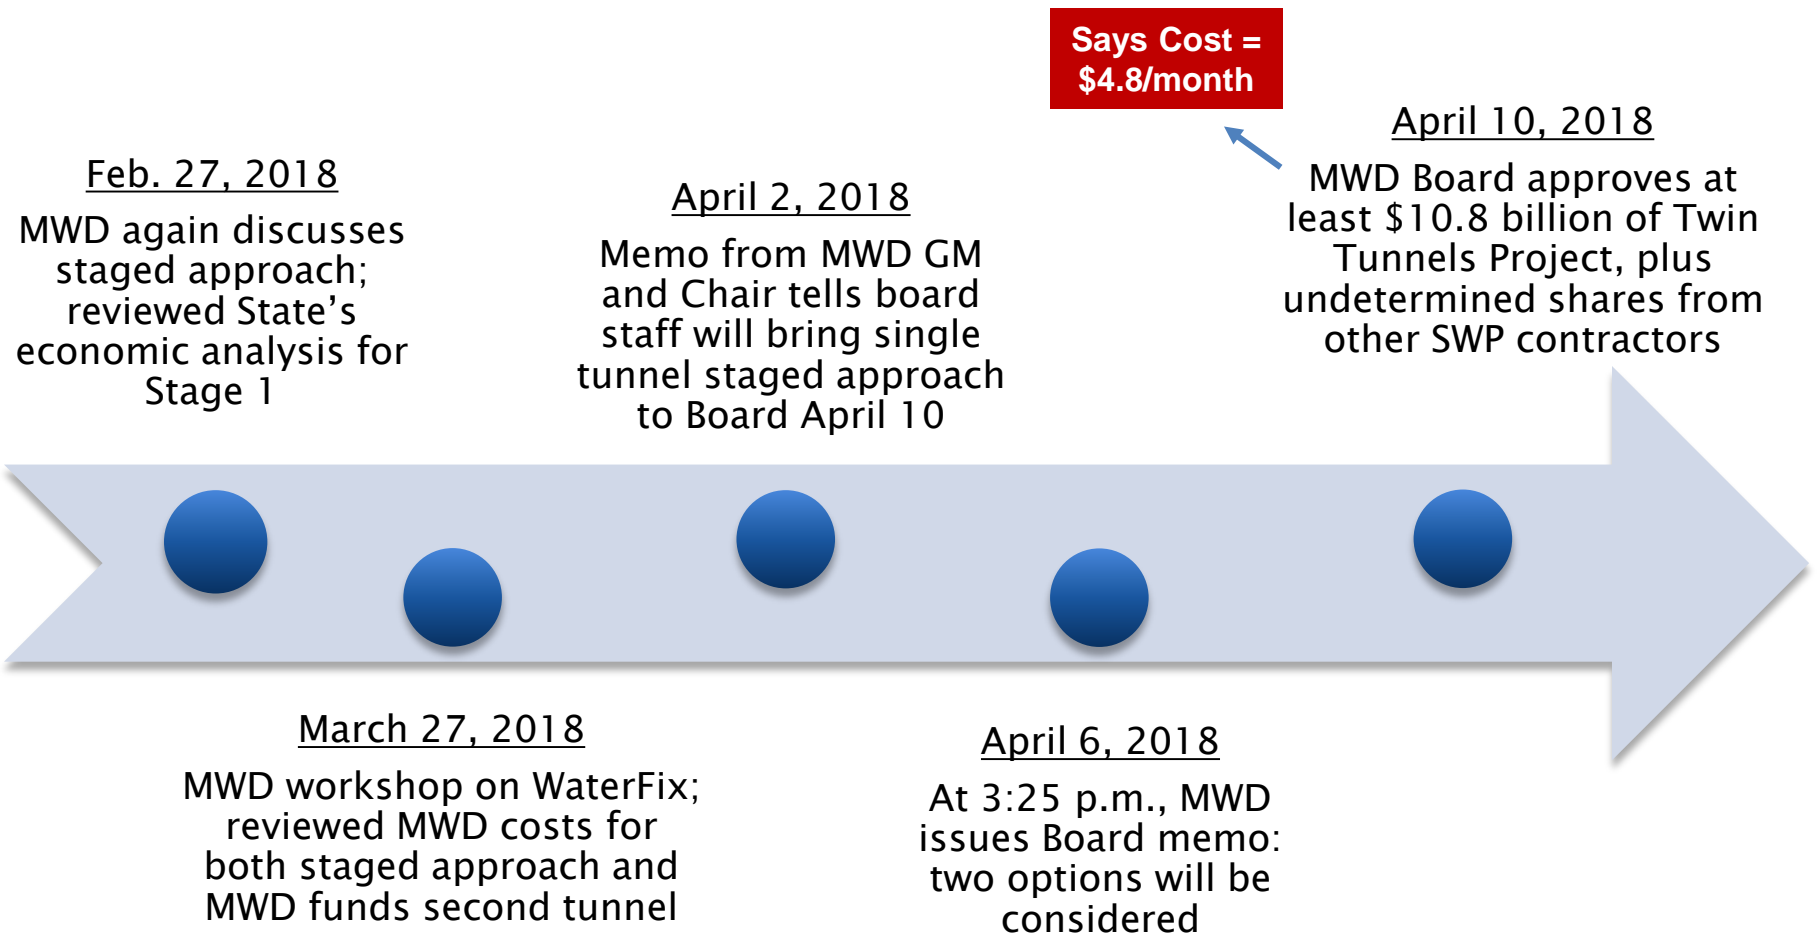 Says Cost =
$4.8/month
Feb. 27, 2018
MWD again discusses
staged approach;
reviewed State’s
economic analysis for
Stage 1
March 27, 2018
MWD workshop on WaterFix;
reviewed MWD costs for
both staged approach and
MWD funds second tunnel
April 2, 2018
Memo from MWD GM
and Chair tells board
staff will bring single
tunnel staged approach
to Board April 10
April 6, 2018
At 3:25 p.m., MWD
issues Board memo:
two options will be
considered
April 10, 2018
MWD Board approves at
least $10.8 billion of Twin
Tunnels Project, plus
undetermined shares from
other SWP contractors